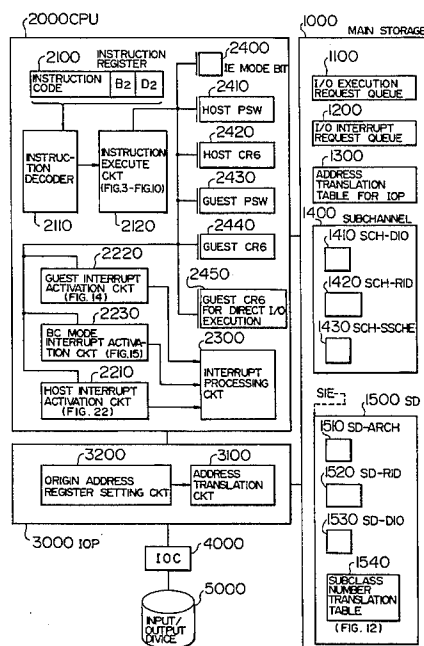 2000CPU
1000
MAIN STORAGE
2100
INSTRUCTION
REGISTER
INSTRUCTION
CODE
B2
D2
2400
IE MODE BIT
2410
HOST PSW
2420
HOST CR6
2430
GUEST PSW
2440
GUEST CR6
2450
GUEST CR6
FOR DIRECT I/O
EXECUTION
INSTRUC-
TION
DECODER
2110
INSTRUCTION
EXECUTE
CKT
(FIG.3-FIG.10)
2120
2220
GUEST INTERRUPT
ACTIVATION CKT
(FIG. 14)
2230
BC MODE
INTERRUPT ACTIVA-
TION CKT (FIG.15)
2210
HOST INTERRUPT
ACTIVATION CKT
(FIG. 22)
2300
INTERRUPT
PROCESSING
CKT
1100
I/O EXECUTION
REQUEST QUEUE
1200
I/O INTERRUPT
REQUEST QUEUE
1300
ADDRESS
TRANSLATION
TABLE FOR IOP
1400
SUBCHANNEL
1410 SCH-DIO
1420
SCH-RID
1430 SCH-SSCHE
SIE
1500 SD
1510
SD-ARCH
1520 SD-RID
1530 SD-DIO
1540
SUBCLASS
NUMBER
TRANSLATION
TABLE
(FIG. 12)
3200
ORIGIN ADDRESS
REGISTER SETTING CKT
3100
ADDRESS
TRANSLATION
CKT
3000 IOP
4000
IOC
5000
INPUT/
OUTPUT
DIVICE